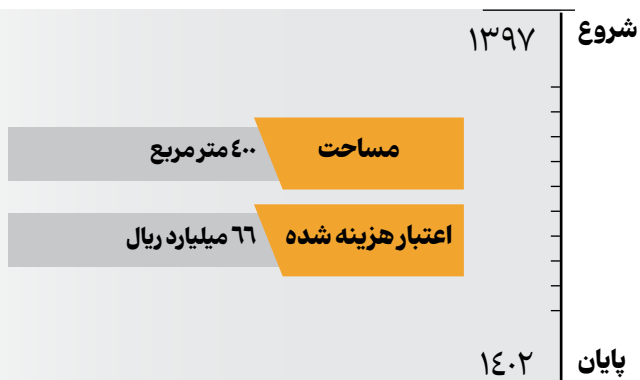 شروع ۱۳۹۷
مساحت ۴۰۰ متر مربع
اعتبار هزینه شده ۶۶ میلیارد ریال
پایان ۱۴۰۲